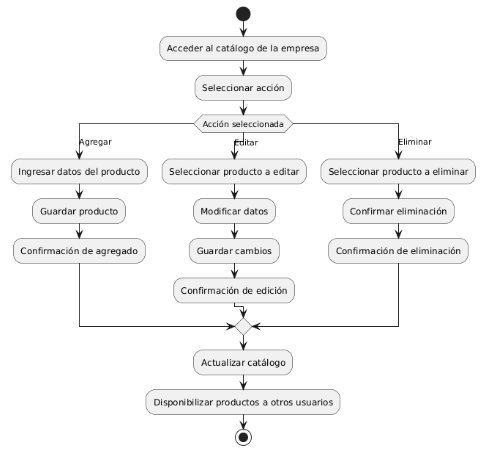 Acceder al catálogo de la empresa
Seleccionar acción
Acción seleccionada
Agregar
Editar
Eliminar
Ingresar datos del producto
Seleccionar producto a editar
Seleccionar producto a eliminar
Guardar producto
Modificar datos
Confirmar eliminación
Confirmación de agregado
Guardar cambios
Confirmación de eliminación
Confirmación de edición
Actualizar catálogo
Disponibilizar productos a otros usuarios